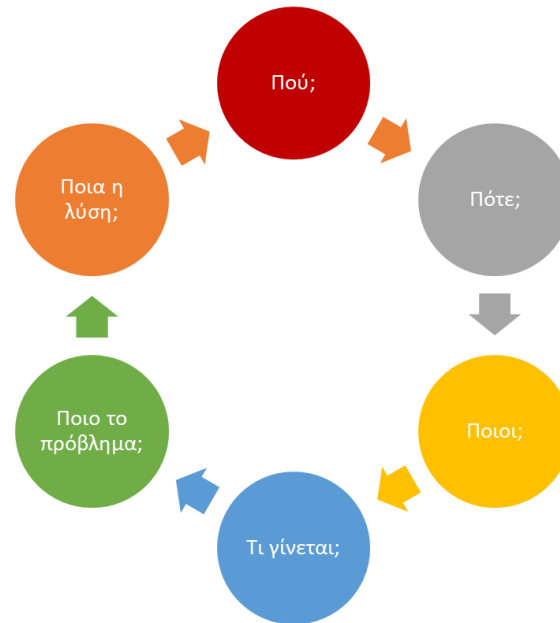 Πού;
Πότε;
Ποιοι;
Τι γίνεται;
Ποιο το
πρόβλημα;
Ποια η
λύση;